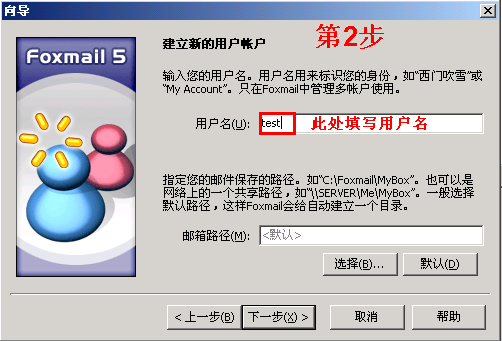 向导
Foxmail 5
建立新的用户帐户
第2步
输入您的用户名。用户名用来标识您的身份，如“西门吹雪”或
“My Account”。只在Foxmail中管理多帐户使用。
用户名(U):
test
此处填写用户名
指定您的邮件保存的路径。如“C:\Foxmail\MyBox”。也可以是
网络上的一个共享路径，如“\\SERVER\Me\MyBox”。一般选择
默认路径，这样Foxmail会给自动建立一个目录。
邮箱路径(M):
<默认>
选择(B)...
默认(D)
< 上一步(B)
下一步(X) >
取消
帮助